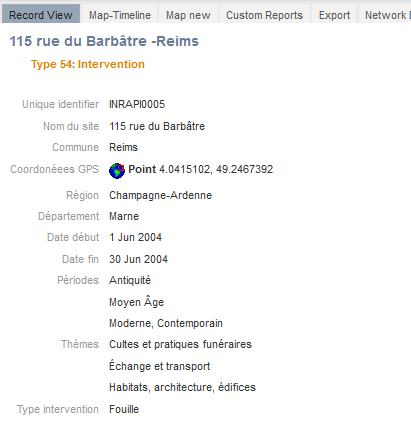 Record View Map-Timeline Map new Custom Reports Export Network
115 rue du Barbâtre -Reims
Type 54: Intervention
Unique identifier INRAPI0005
Nom du site 115 rue du Barbâtre
Commune Reims
Coordonéees GPS Point 4.0415102, 49.2467392
Région Champagne-Ardenne
Département Marne
Date début 1 Jun 2004
Date fin 30 Jun 2004
Périodes Antiquité
Moyen Âge
Moderne, Contemporain
Thèmes Cultes et pratiques funéraires
Échange et transport
Habitats, architecture, édifices
Type intervention Fouille